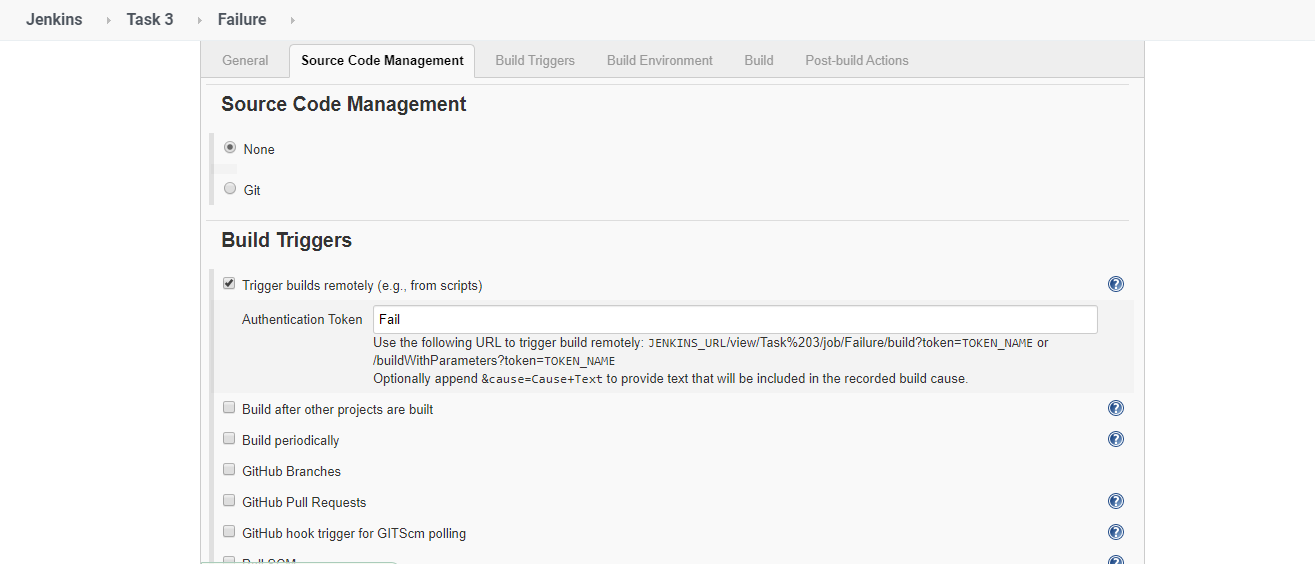 Jenkins Task 3 Failure
General Source Code Management Build Triggers Build Environment Build Post-build Actions
Source Code Management
None
Git
Build Triggers
Trigger builds remotely (e.g., from scripts)
Authentication Token Fail
Use the following URL to trigger build remotely: JENKINS_URL/view/Task%203/job/Failure/build?token=TOKEN_NAME or
/buildWithParameters?token=TOKEN_NAME
Optionally append &cause=Cause+Text to provide text that will be included in the recorded build cause.
Build after other projects are built
Build periodically
GitHub Branches
GitHub Pull Requests
GitHub hook trigger for GITScm polling
Poll SCM